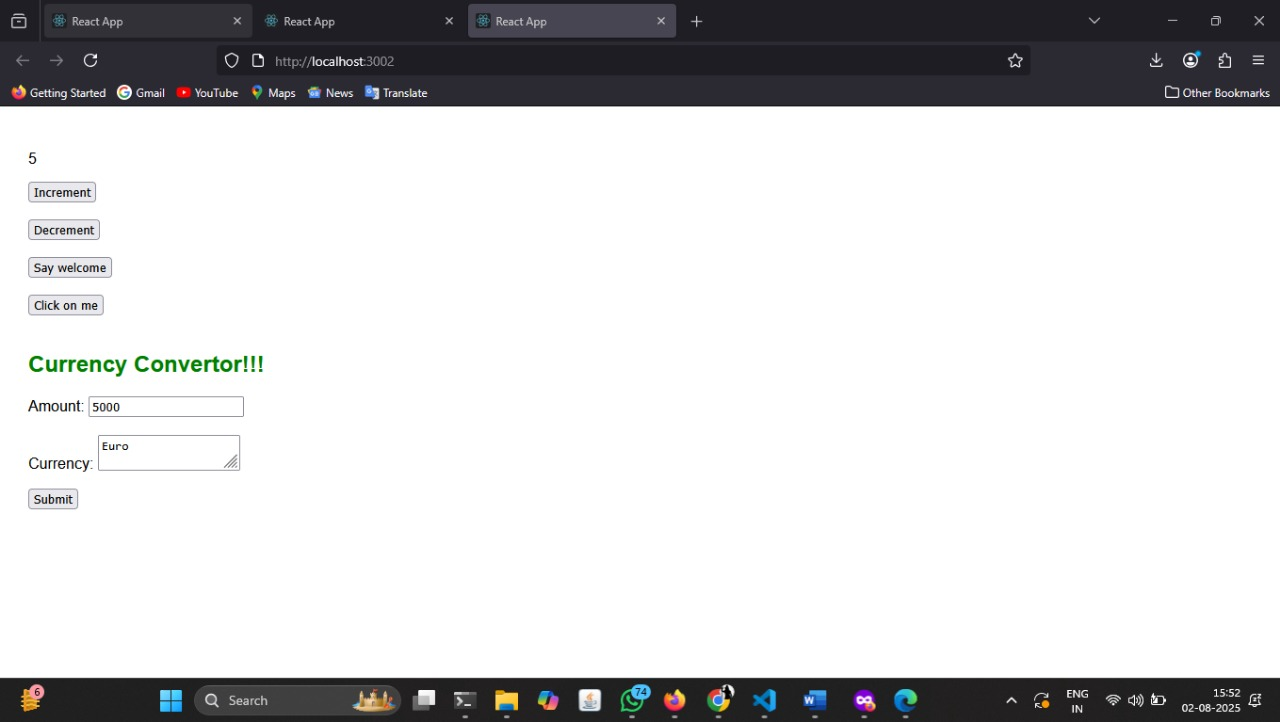 React App
React App
React App
http://localhost:3002
Getting Started
Gmail
YouTube
Maps
News
Translate
Other Bookmarks
5
Increment
Decrement
Say welcome
Click on me
Currency Convertor!!!
Amount: 5000
Currency: Euro
Submit
6
Search
74
ENG
IN
15:52
02-08-2025